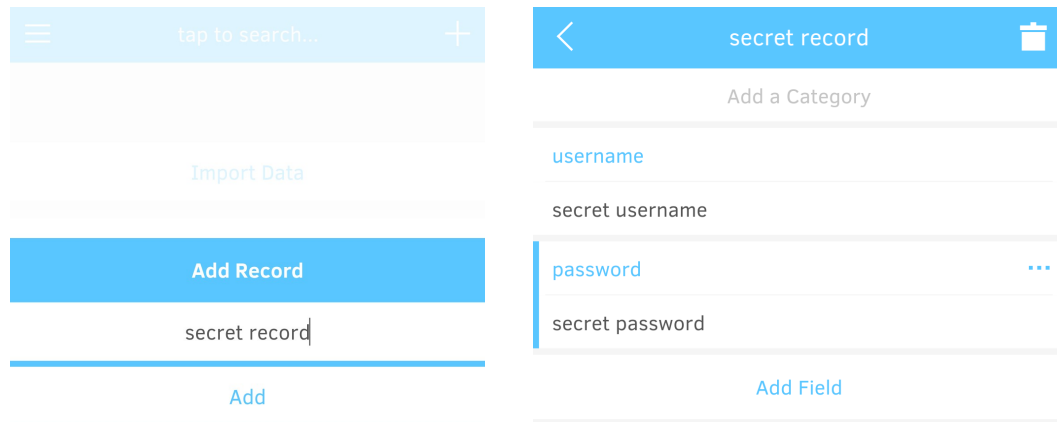 tap to search...
Import Data
Add Record
secret record
Add
secret record
Add a Category
username
secret username
password
secret password
Add Field